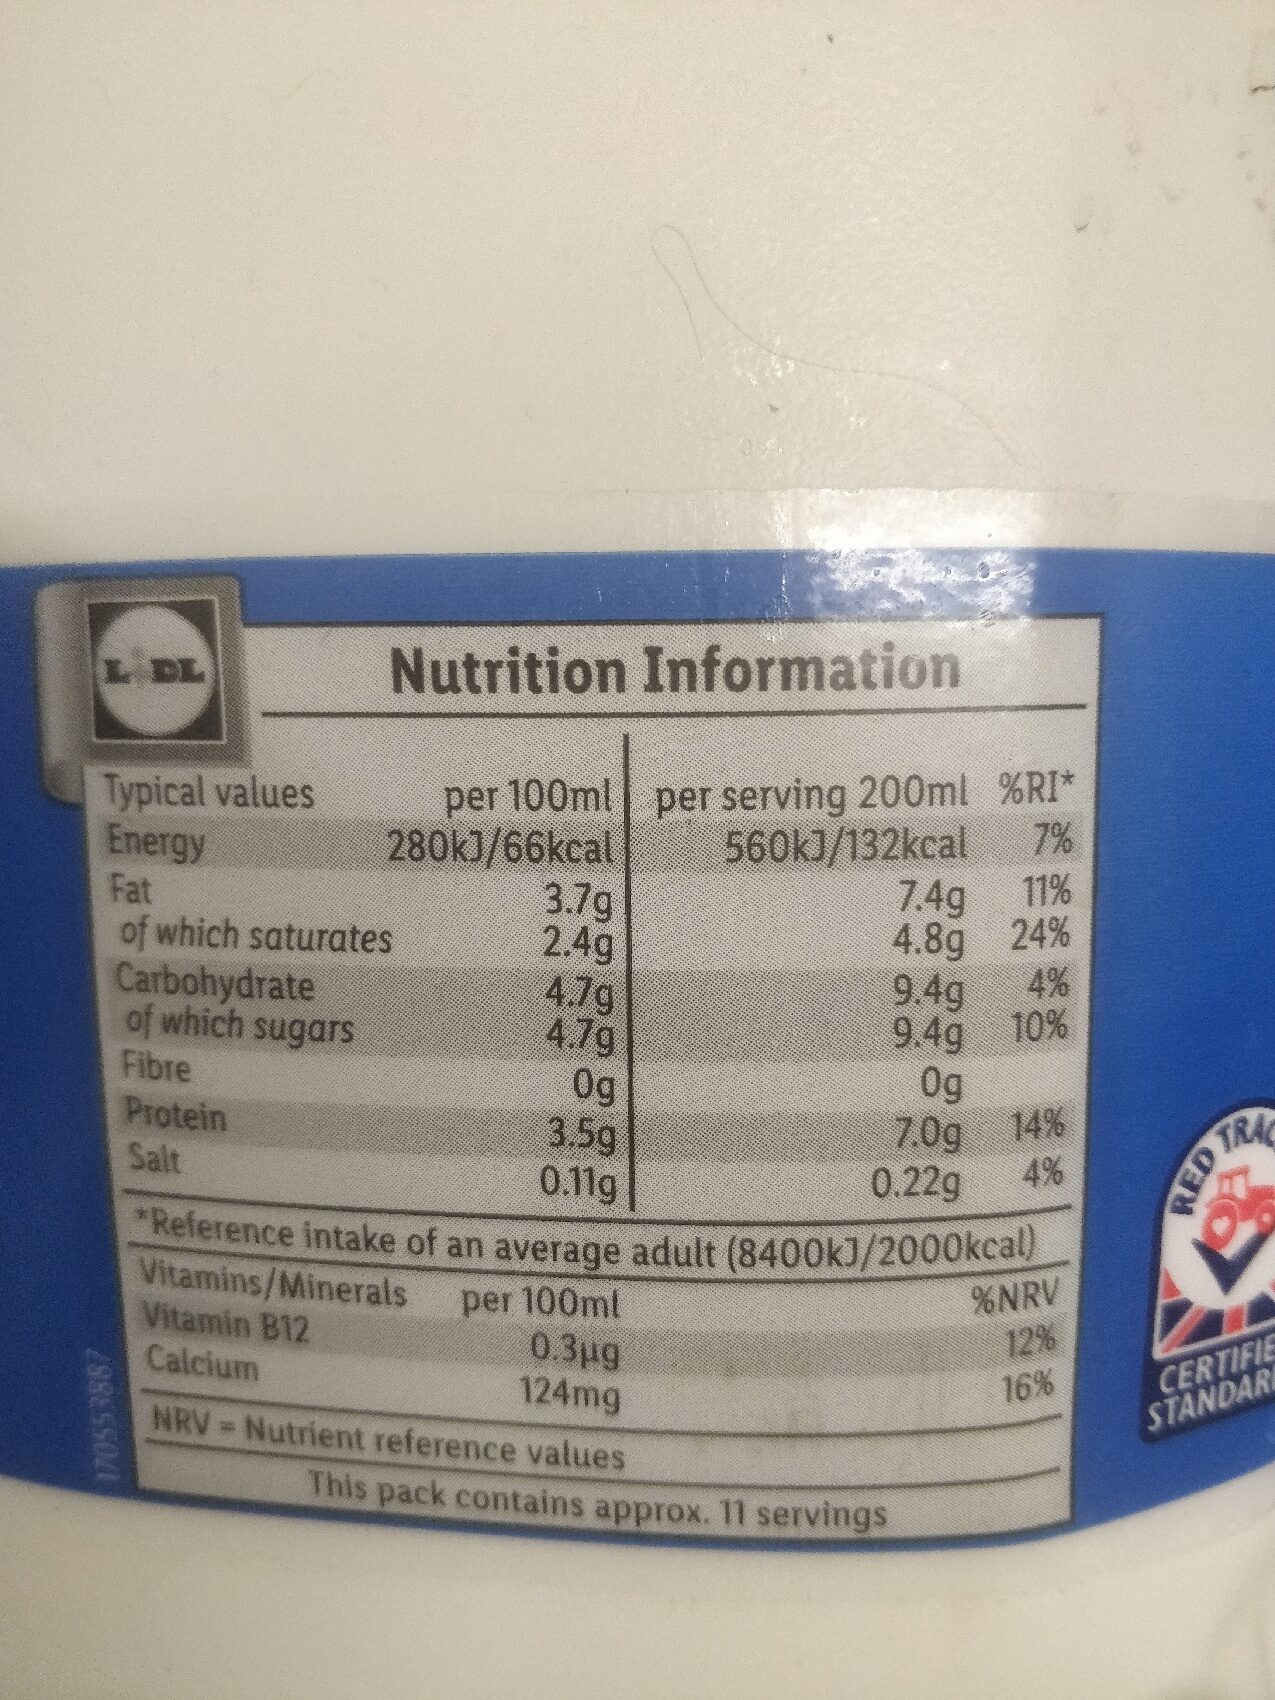 LIDL
Nutrition Information
Typical values per 100ml per serving 200ml %RI*
Energy 280kJ/66kcal 560kJ/132kcal 7%
Fat 3.7g 7.4g 11%
of which saturates 2.4g 4.8g 24%
Carbohydrate 4.7g 9.4g 4%
of which sugars 4.7g 9.4g 10%
Fibre 0g 0g
Protein 3.5g 7.0g 14%
Salt 0.11g 0.22g 4%
*Reference intake of an average adult (8400kJ/2000kcal)
Vitamins/Minerals per 100ml %NRV
Vitamin B12 0.3µg 12%
Calcium 124mg 16%
NRV = Nutrient reference values
This pack contains approx. 11 servings
170553887
RED